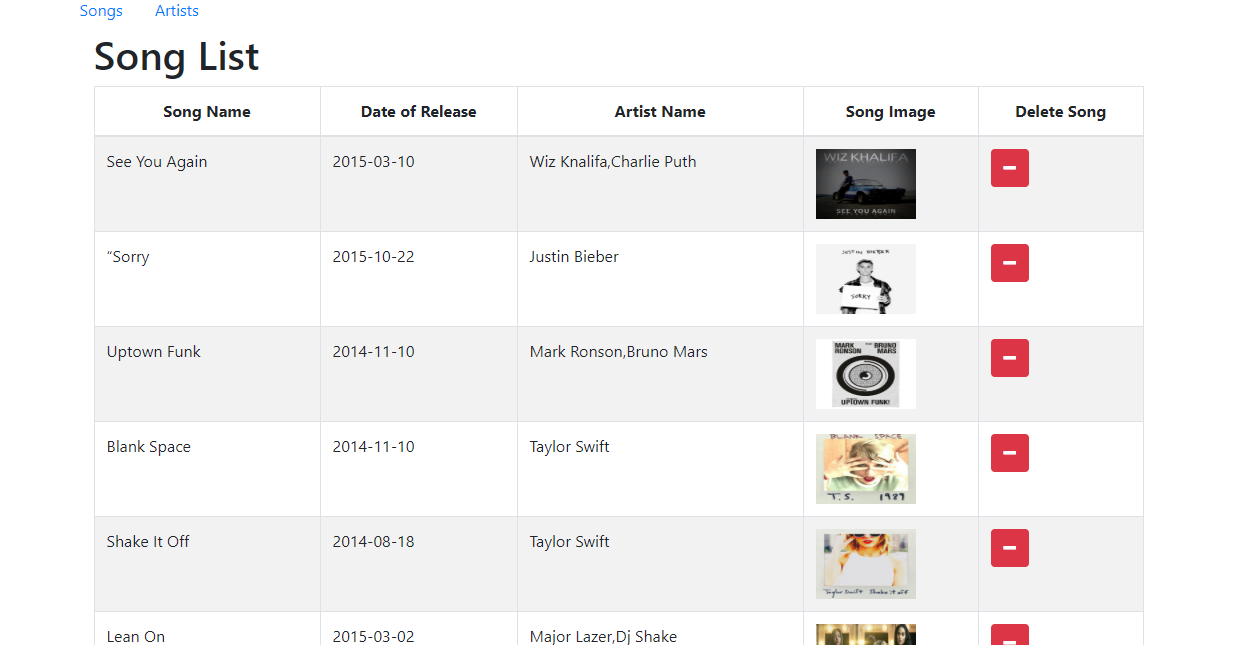 Songs Artists
Song List
Song Name Date of Release Artist Name Song Image Delete Song
See You Again 2015-03-10 Wiz Knalifa,Charlie Puth
WIZ KHALIFA
SEE YOU AGAIN
“Sorry 2015-10-22 Justin Bieber
JUSTIN BIEBER
SORRY
Uptown Funk 2014-11-10 Mark Ronson,Bruno Mars
MARK RONSON BRUNO MARS
UPTOWN FUNK!
Blank Space 2014-11-10 Taylor Swift
BLANK SPACE
T.S. 1989
Shake It Off 2014-08-18 Taylor Swift
Taylor Swift Shake it off
Lean On 2015-03-02 Major Lazer,Dj Shake